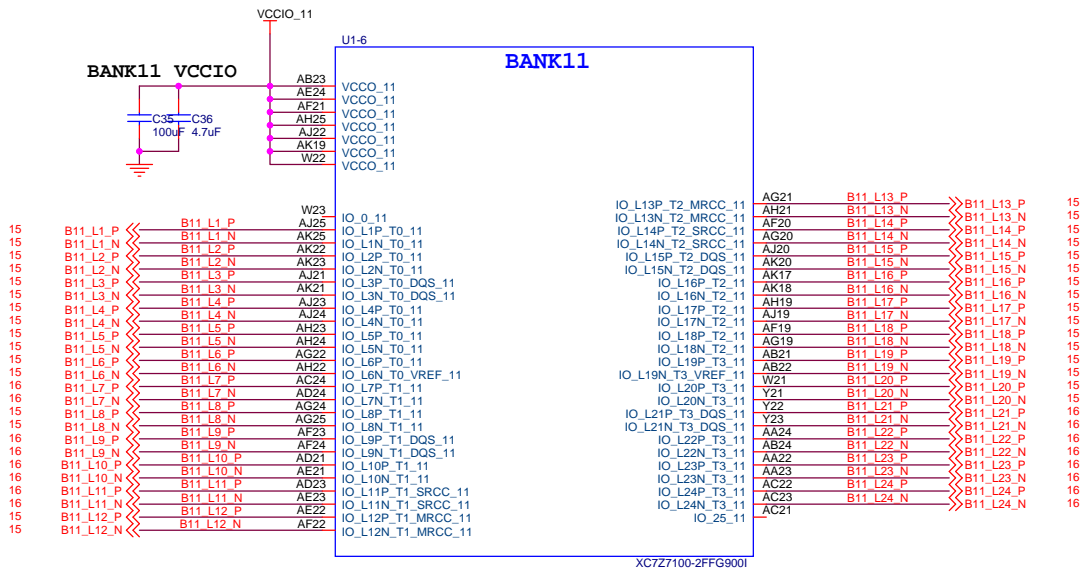 VCCIO_11
U1-6
BANK11
BANK11 VCCIO
C35
100uF
C36
4.7uF
AB23 VCCO_11
AE24 VCCO_11
AF21 VCCO_11
AH25 VCCO_11
AJ22 VCCO_11
AK19 VCCO_11
W22 VCCO_11
W23 IO_0_11
15 B11_L1_P B11_L1_P AJ25 IO_L1P_T0_11
15 B11_L1_N B11_L1_N AK25 IO_L1N_T0_11
15 B11_L2_P B11_L2_P AK22 IO_L2P_T0_11
15 B11_L2_N B11_L2_N AK23 IO_L2N_T0_11
15 B11_L3_P B11_L3_P AJ21 IO_L3P_T0_DQS_11
15 B11_L3_N B11_L3_N AK21 IO_L3N_T0_DQS_11
15 B11_L4_P B11_L4_P AJ23 IO_L4P_T0_11
15 B11_L4_N B11_L4_N AJ24 IO_L4N_T0_11
15 B11_L5_P B11_L5_P AH23 IO_L5P_T0_11
15 B11_L5_N B11_L5_N AH24 IO_L5N_T0_11
15 B11_L6_P B11_L6_P AG22 IO_L6P_T0_11
15 B11_L6_N B11_L6_N AH22 IO_L6N_T0_VREF_11
16 B11_L7_P B11_L7_P AC24 IO_L7P_T1_11
16 B11_L7_N B11_L7_N AD24 IO_L7N_T1_11
15 B11_L8_P B11_L8_P AG24 IO_L8P_T1_11
15 B11_L8_N B11_L8_N AG25 IO_L8N_T1_11
16 B11_L9_P B11_L9_P AF23 IO_L9P_T1_DQS_11
16 B11_L9_N B11_L9_N AF24 IO_L9N_T1_DQS_11
16 B11_L10_P B11_L10_P AD21 IO_L10P_T1_11
16 B11_L10_N B11_L10_N AE21 IO_L10N_T1_11
16 B11_L11_P B11_L11_P AD23 IO_L11P_T1_SRCC_11
16 B11_L11_N B11_L11_N AE23 IO_L11N_T1_SRCC_11
15 B11_L12_P B11_L12_P AE22 IO_L12P_T1_MRCC_11
15 B11_L12_N B11_L12_N AF22 IO_L12N_T1_MRCC_11
IO_L13P_T2_MRCC_11 AG21 B11_L13_P B11_L13_P 15
IO_L13N_T2_MRCC_11 AH21 B11_L13_N B11_L13_N 15
IO_L14P_T2_SRCC_11 AF20 B11_L14_P B11_L14_P 15
IO_L14N_T2_SRCC_11 AG20 B11_L14_N B11_L14_N 15
IO_L15P_T2_DQS_11 AJ20 B11_L15_P B11_L15_P 15
IO_L15N_T2_DQS_11 AK20 B11_L15_N B11_L15_N 15
IO_L16P_T2_11 AK17 B11_L16_P B11_L16_P 16
IO_L16N_T2_11 AK18 B11_L16_N B11_L16_N 16
IO_L17P_T2_11 AH19 B11_L17_P B11_L17_P 15
IO_L17N_T2_11 AJ19 B11_L17_N B11_L17_N 15
IO_L18P_T2_11 AF19 B11_L18_P B11_L18_P 15
IO_L18N_T2_11 AG19 B11_L18_N B11_L18_N 15
IO_L19P_T3_11 AB21 B11_L19_P B11_L19_P 15
IO_L19N_T3_VREF_11 AB22 B11_L19_N B11_L19_N 15
IO_L20P_T3_11 W21 B11_L20_P B11_L20_P 15
IO_L20N_T3_11 Y21 B11_L20_N B11_L20_N 15
IO_L21P_T3_DQS_11 Y22 B11_L21_P B11_L21_P 16
IO_L21N_T3_DQS_11 Y23 B11_L21_N B11_L21_N 16
IO_L22P_T3_11 AA24 B11_L22_P B11_L22_P 16
IO_L22N_T3_11 AB24 B11_L22_N B11_L22_N 16
IO_L23P_T3_11 AA22 B11_L23_P B11_L23_P 15
IO_L23N_T3_11 AA23 B11_L23_N B11_L23_N 15
IO_L24P_T3_11 AC22 B11_L24_P B11_L24_P 16
IO_L24N_T3_11 AC23 B11_L24_N B11_L24_N 16
IO_25_11 AC21
XC7Z7100-2FFG900I